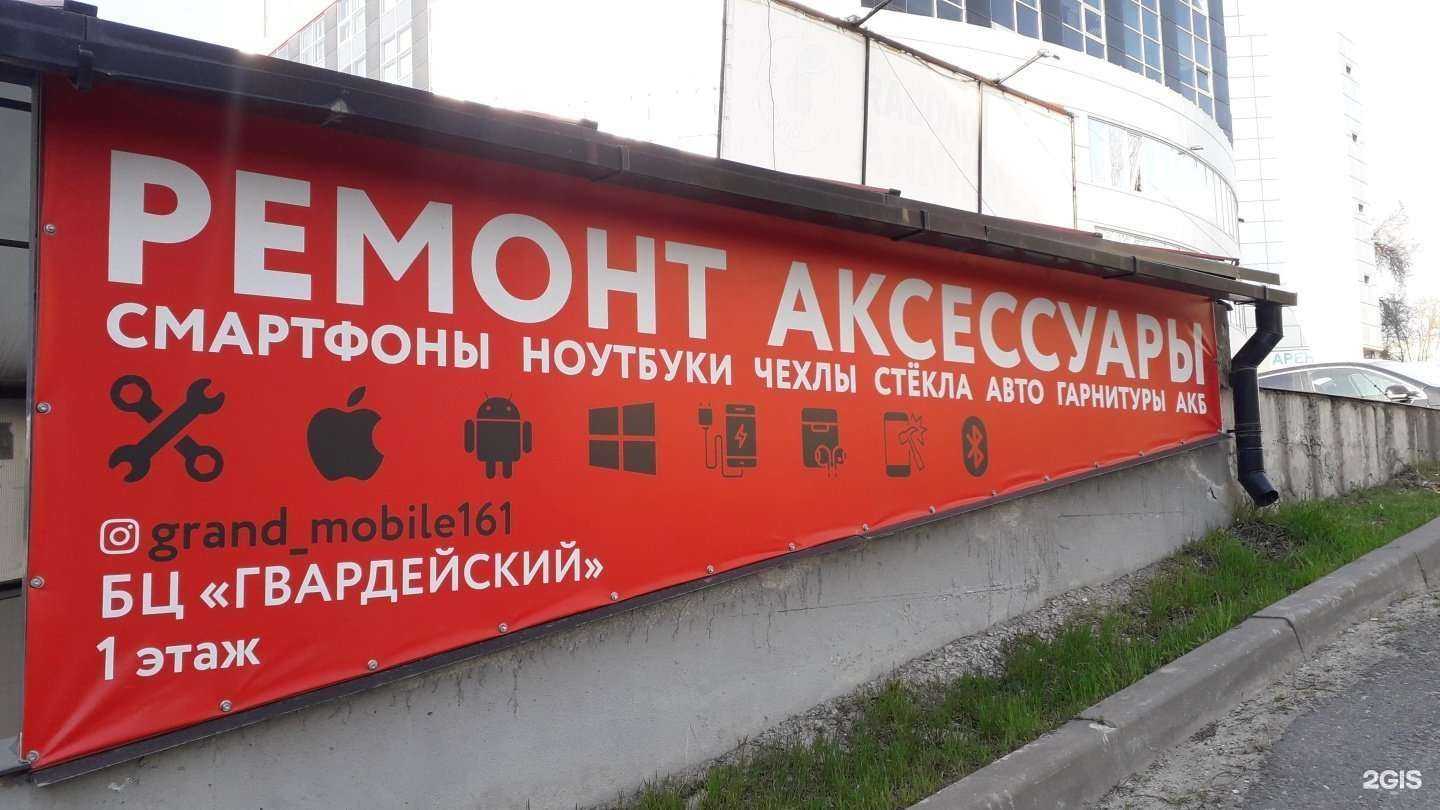 РЕМОНТ АКСЕССУАРЫ
СМАРТФОНЫ НОУТБУКИ ЧЕХЛЫ СТЁКЛА АВТО ГАРНИТУРЫ АКБ
grand_mobile161
БЦ «ГВАРДЕЙСКИЙ»
1 этаж
2GIS